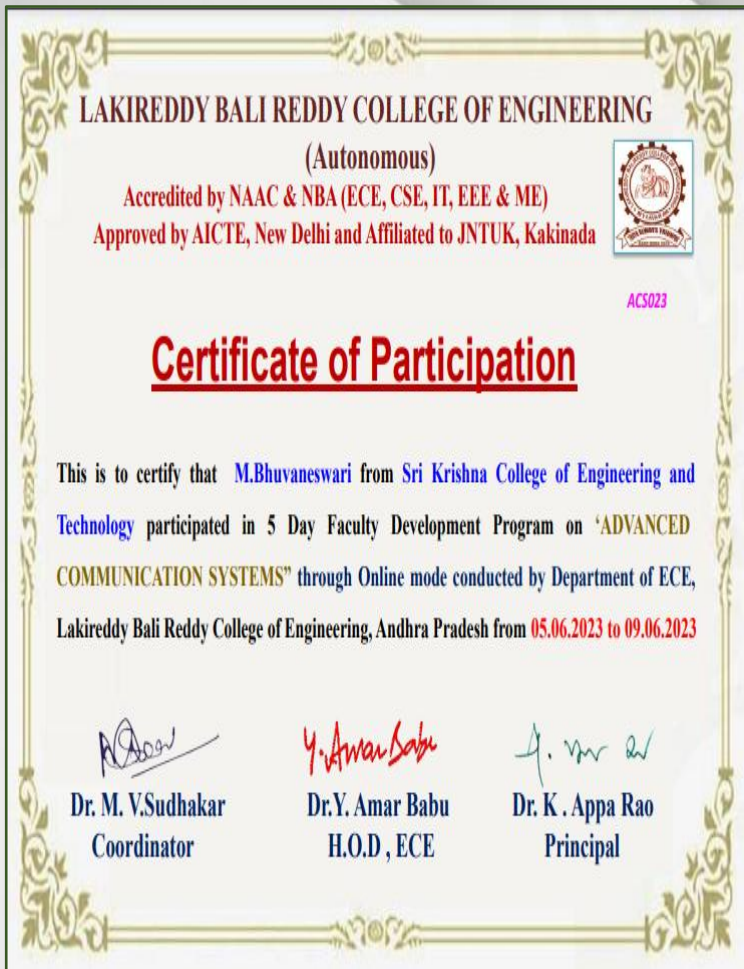 LAKIREDDY BALI REDDY COLLEGE OF ENGINEERING
(Autonomous)
Accredited by NAAC & NBA (ECE, CSE, IT, EEE & ME)
Approved by AICTE, New Delhi and Affiliated to JNTUK, Kakinada
ACS023
Certificate of Participation
This is to certify that M.Bhuvaneswari from Sri Krishna College of Engineering and
Technology participated in 5 Day Faculty Development Program on ‘ADVANCED
COMMUNICATION SYSTEMS” through Online mode conducted by Department of ECE,
Lakireddy Bali Reddy College of Engineering, Andhra Pradesh from 05.06.2023 to 09.06.2023
Y. Amar Babu
Dr. M. V.Sudhakar
Dr.Y. Amar Babu
Dr. K . Appa Rao
Coordinator
H.O.D , ECE
Principal